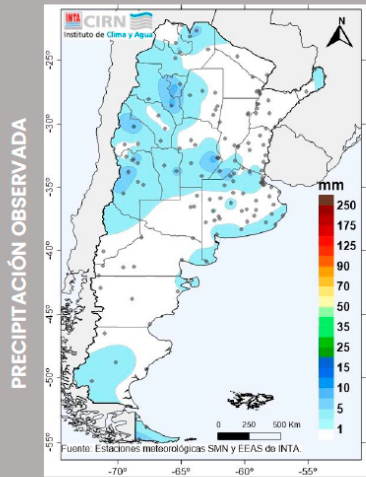 PRECIPITACIÓN OBSERVADA
INTA CIRN
Instituto de Clima y Agua
N
-25°
-30°
-35°
-40°
-45°
-50°
-55°
mm
250
175
125
90
70
50
35
25
15
10
5
1
0 250 500 Km
Fuente: Estaciones meteorológicas SMN y EEAS de INTA.
-70° -65° -60° -55°